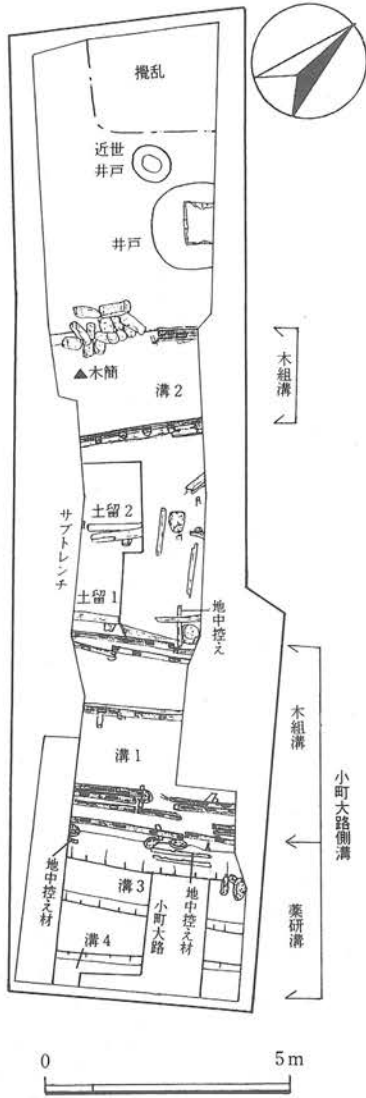 攪乱
近世
井戸
井戸
▲木簡
溝2
木組溝
土留2
サブトレンチ
土留1
地中控え
木組溝
溝1
小町大路側溝
地中控え材
溝3
小町大路
地中控え材
薬研溝
溝4
0 5m